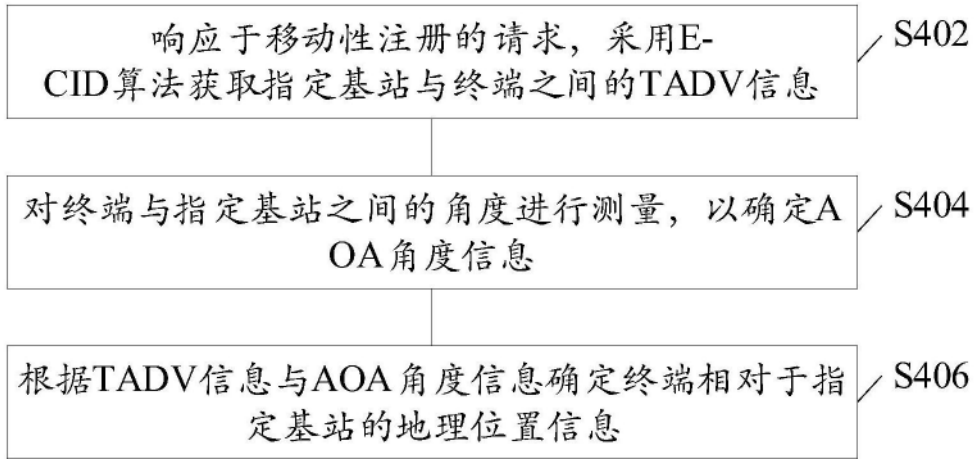 响应于移动性注册的请求，采用E-
CID算法获取指定基站与终端之间的TADV信息
S402
对终端与指定基站之间的角度进行测量，以确定A
OA角度信息
S404
根据TADV信息与AOA角度信息确定终端相对于指
定基站的地理位置信息
S406